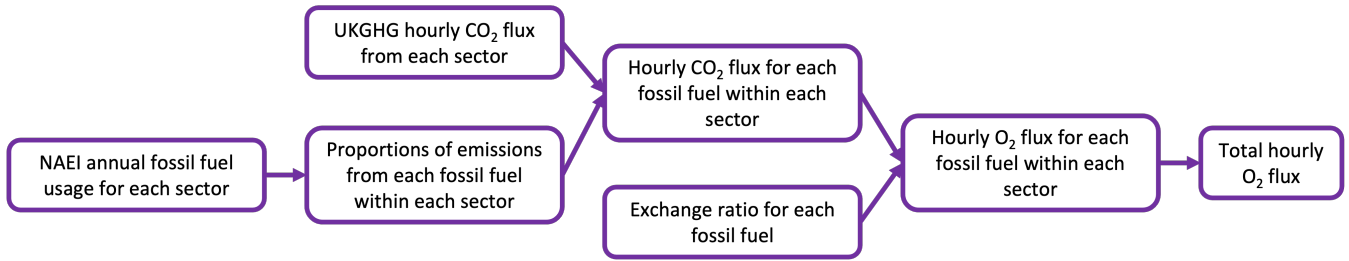 UKGHG hourly CO₂ flux
from each sector
NAEI annual fossil fuel
usage for each sector
Proportions of emissions
from each fossil fuel
within each sector
Hourly CO₂ flux for each
fossil fuel within each
sector
Exchange ratio for each
fossil fuel
Hourly O₂ flux for each
fossil fuel within each
sector
Total hourly
O₂ flux